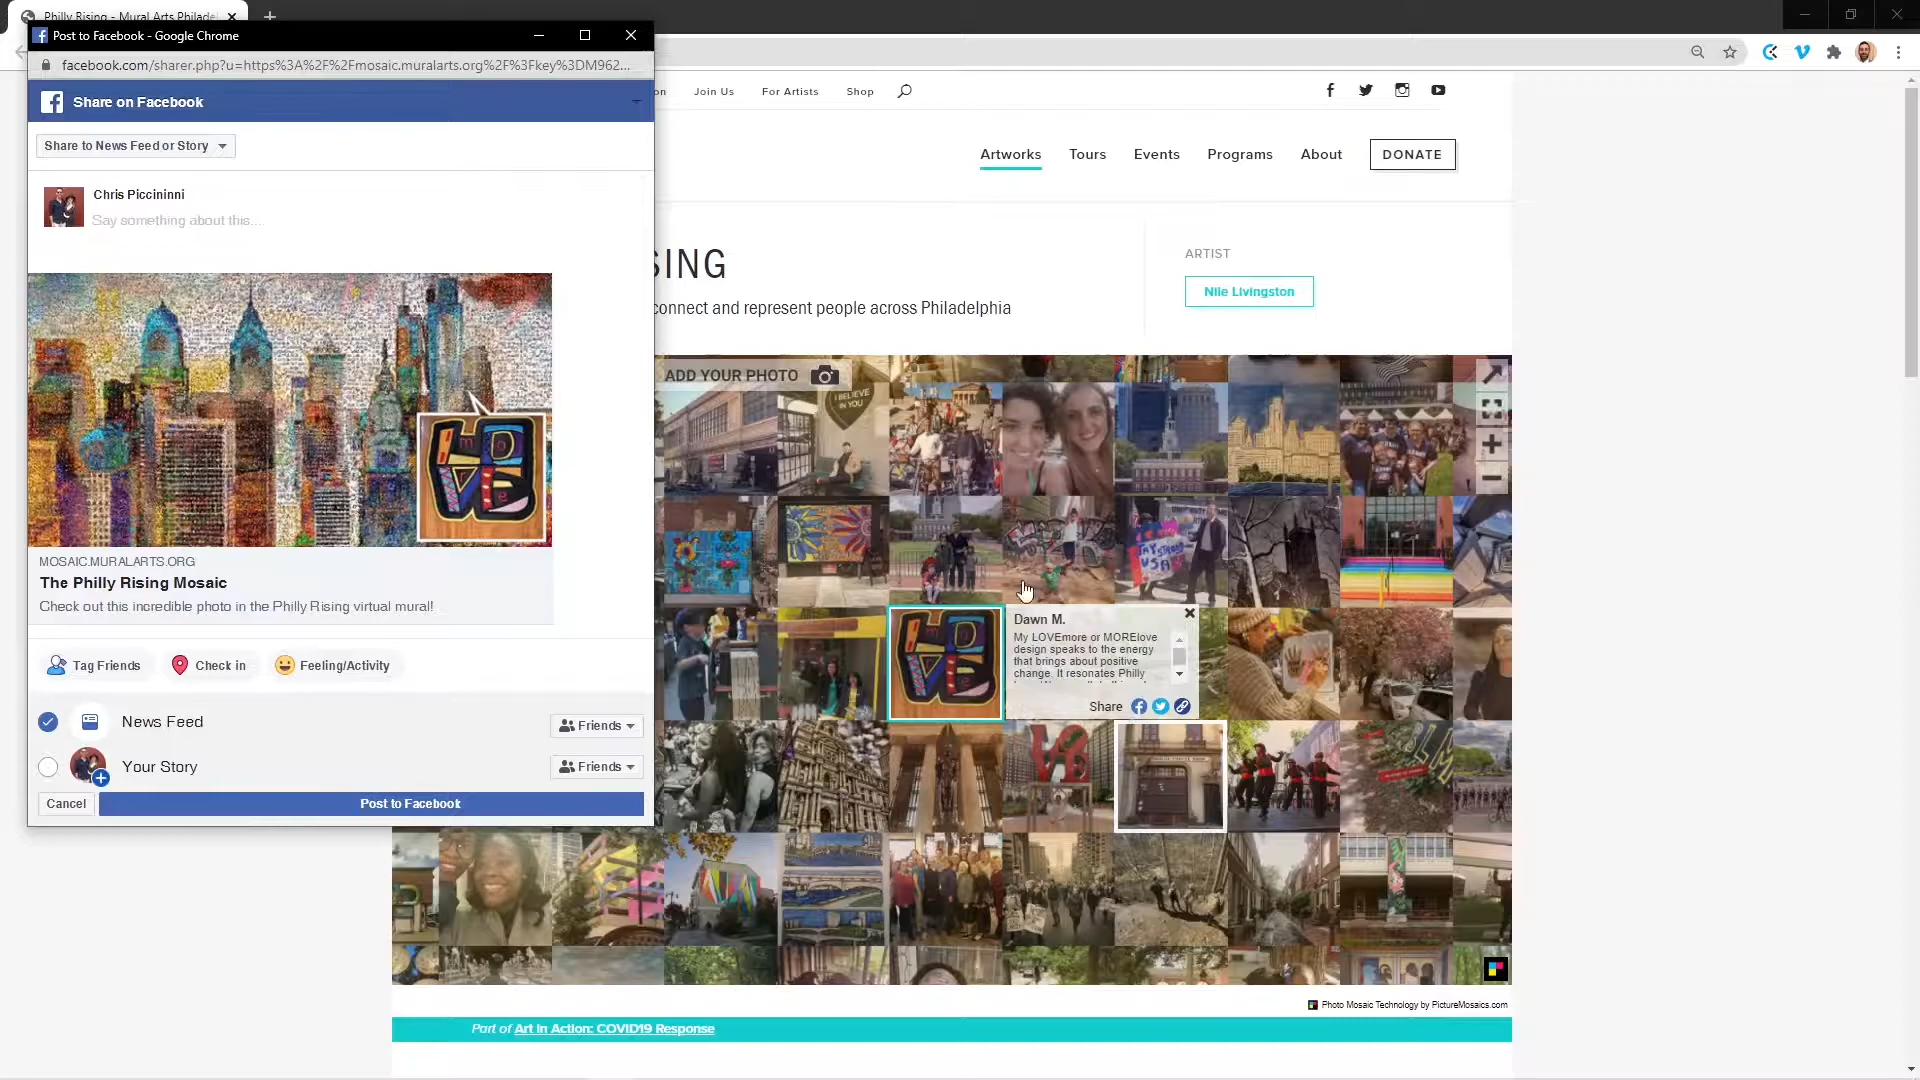 Philly Rising - Mural Arts Philade
Post to Facebook - Google Chrome
facebook.com/sharer.php?u=https%3A%2F%2Fmosaic.muralarts.org%2F%3Fkey%3DM962...
Share on Facebook
on Join Us For Artists Shop
Share to News Feed or Story
Artworks Tours Events Programs About DONATE
Chris Piccininni
Say something about this...
SING
connect and represent people across Philadelphia
ARTIST
Nile Livingston
ADD YOUR PHOTO
I BELIEVE
IN YOU
MOSAIC.MURALARTS.ORG
The Philly Rising Mosaic
Check out this incredible photo in the Philly Rising virtual mural!
USA
Dawn M.
My LOVEmore or MORElove
design speaks to the energy
that brings about positive
change. It resonates Philly
Share
Tag Friends Check in Feeling/Activity
News Feed Friends
Your Story Friends
Cancel Post to Facebook
Photo Mosaic Technology by PictureMosaics.com
Part of Art in Action: COVID19 Response